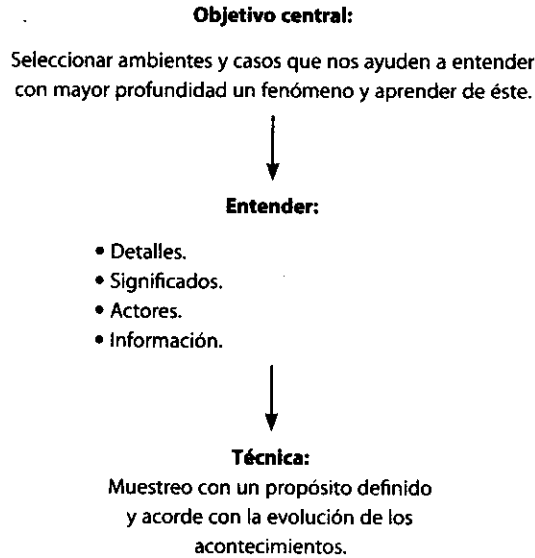 Objetivo central:
Seleccionar ambientes y casos que nos ayuden a entender
con mayor profundidad un fenómeno y aprender de éste.
Entender:
• Detalles.
• Significados.
• Actores.
• Información.
Técnica:
Muestreo con un propósito definido
y acorde con la evolución de los
acontecimientos.